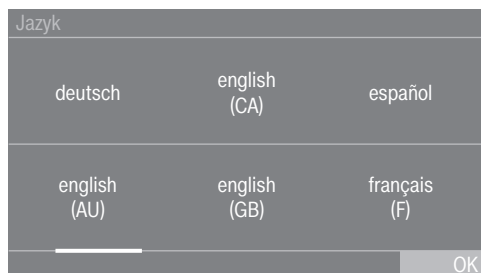 Jazyk
deutsch
english
(CA)
español
english
(AU)
english
(GB)
français
(F)
OK